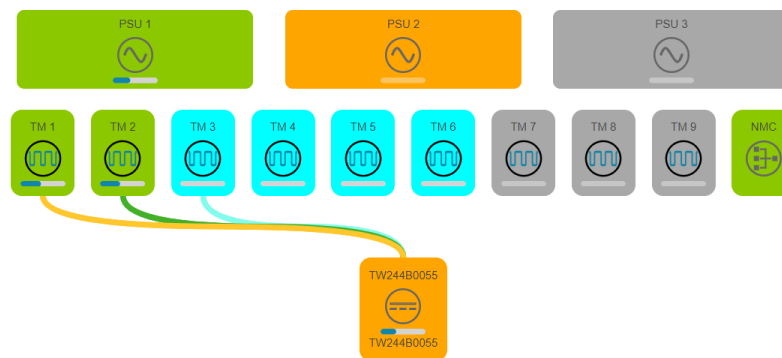 PSU 1
PSU 2
PSU 3
TM 1
TM 2
TM 3
TM 4
TM 5
TM 6
TM 7
TM 8
TM 9
NMC
TW244B0055
TW244B0055